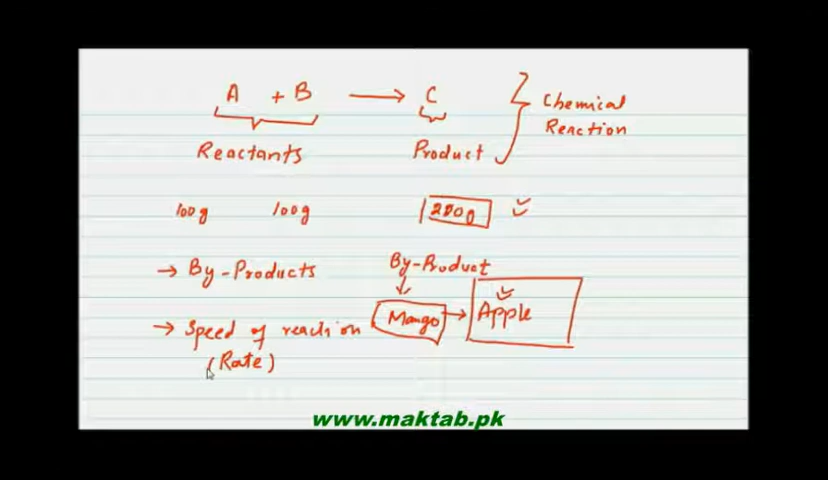 A + B → C
Chemical
Reaction
Reactants
Product
100g 100g 200g
→ By-Products
By-Product
→ Speed of reaction
Mango → Apple
(Rate)
www.maktab.pk